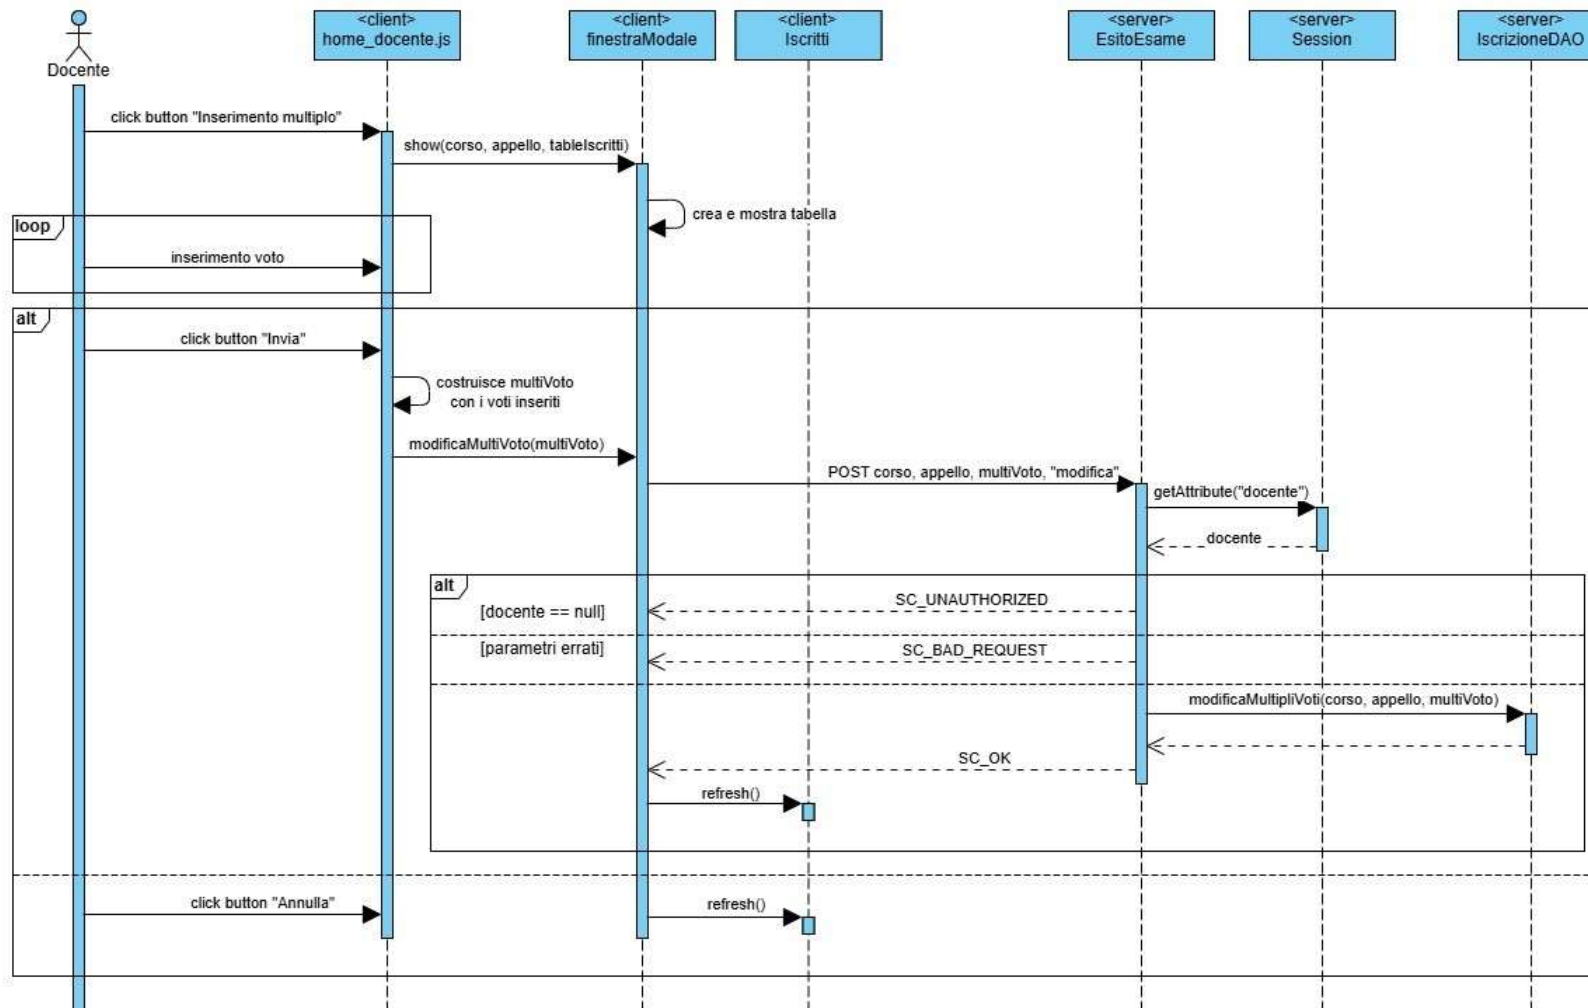 <client>
home_docente.js
<client>
finestraModale
<client>
Iscritti
<server>
EsitoEsame
<server>
Session
<server>
IscrizioneDAO
Docente
click button "Inserimento multiplo"
show(corso, appello, tableIscritti)
crea e mostra tabella
loop
inserimento voto
alt
click button "Invia"
costruisce multiVoto
con i voti inseriti
modificaMultiVoto(multiVoto)
POST corso, appello, multiVoto, "modifica"
getAttribute("docente")
docente
alt
[docente == null]
SC_UNAUTHORIZED
[parametri errati]
SC_BAD_REQUEST
modificaMultipliVoti(corso, appello, multiVoto)
SC_OK
refresh()
click button "Annulla"
refresh()